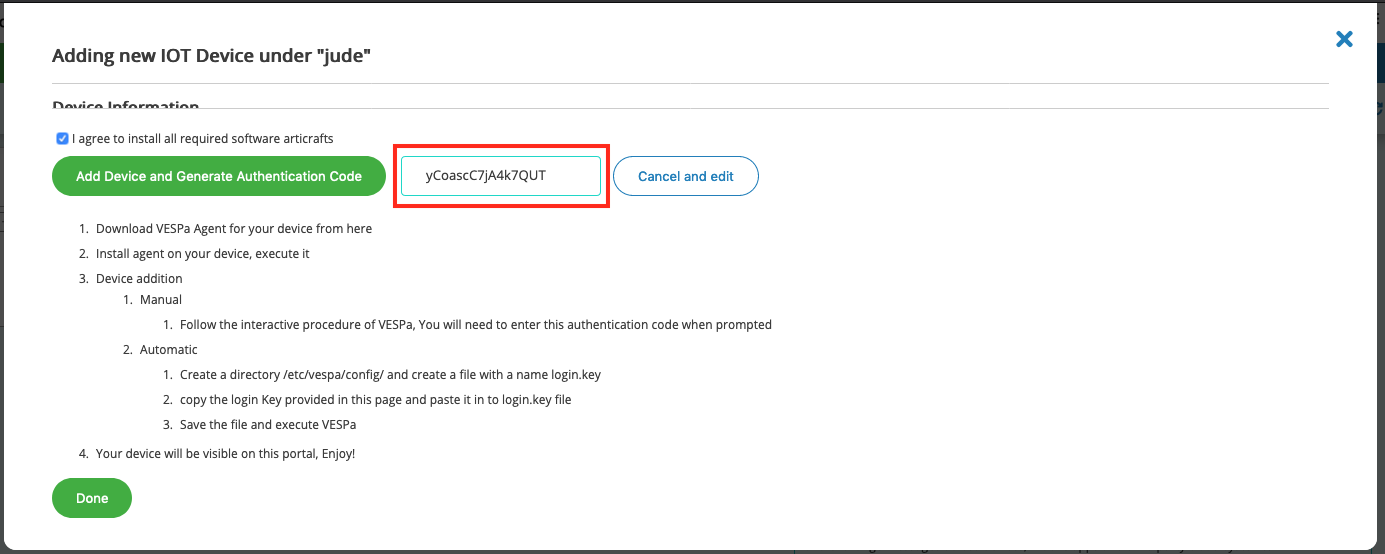 Adding new IOT Device under "jude"
Device Information
I agree to install all required software articrafts
Add Device and Generate Authentication Code
yCoascC7jA4k7QUT
Cancel and edit
1. Download VESPa Agent for your device from here
2. Install agent on your device, execute it
3. Device addition
1. Manual
1. Follow the interactive procedure of VESPa, You will need to enter this authentication code when prompted
2. Automatic
1. Create a directory /etc/vespa/config/ and create a file with a name login.key
2. copy the login Key provided in this page and paste it in to login.key file
3. Save the file and execute VESPa
4. Your device will be visible on this portal, Enjoy!
Done